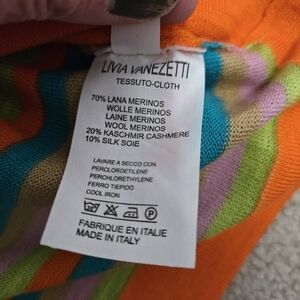 LIVIA VANEZETTI
TESSUTO-CLOTH
70% LANA MERINOS
WOLLE MERINOS
LAINE MERINOS
WOOL MERINOS
20% KASCHMIR CASHMERE
10% SILK SOIE
LAVARE A SECCO CON
PERCLOROETILENE
PERCHLORETHYLENE
FERRO TIEPIDO
COOL IRON
P
FABRIQUE EN ITALIE
MADE IN ITALY